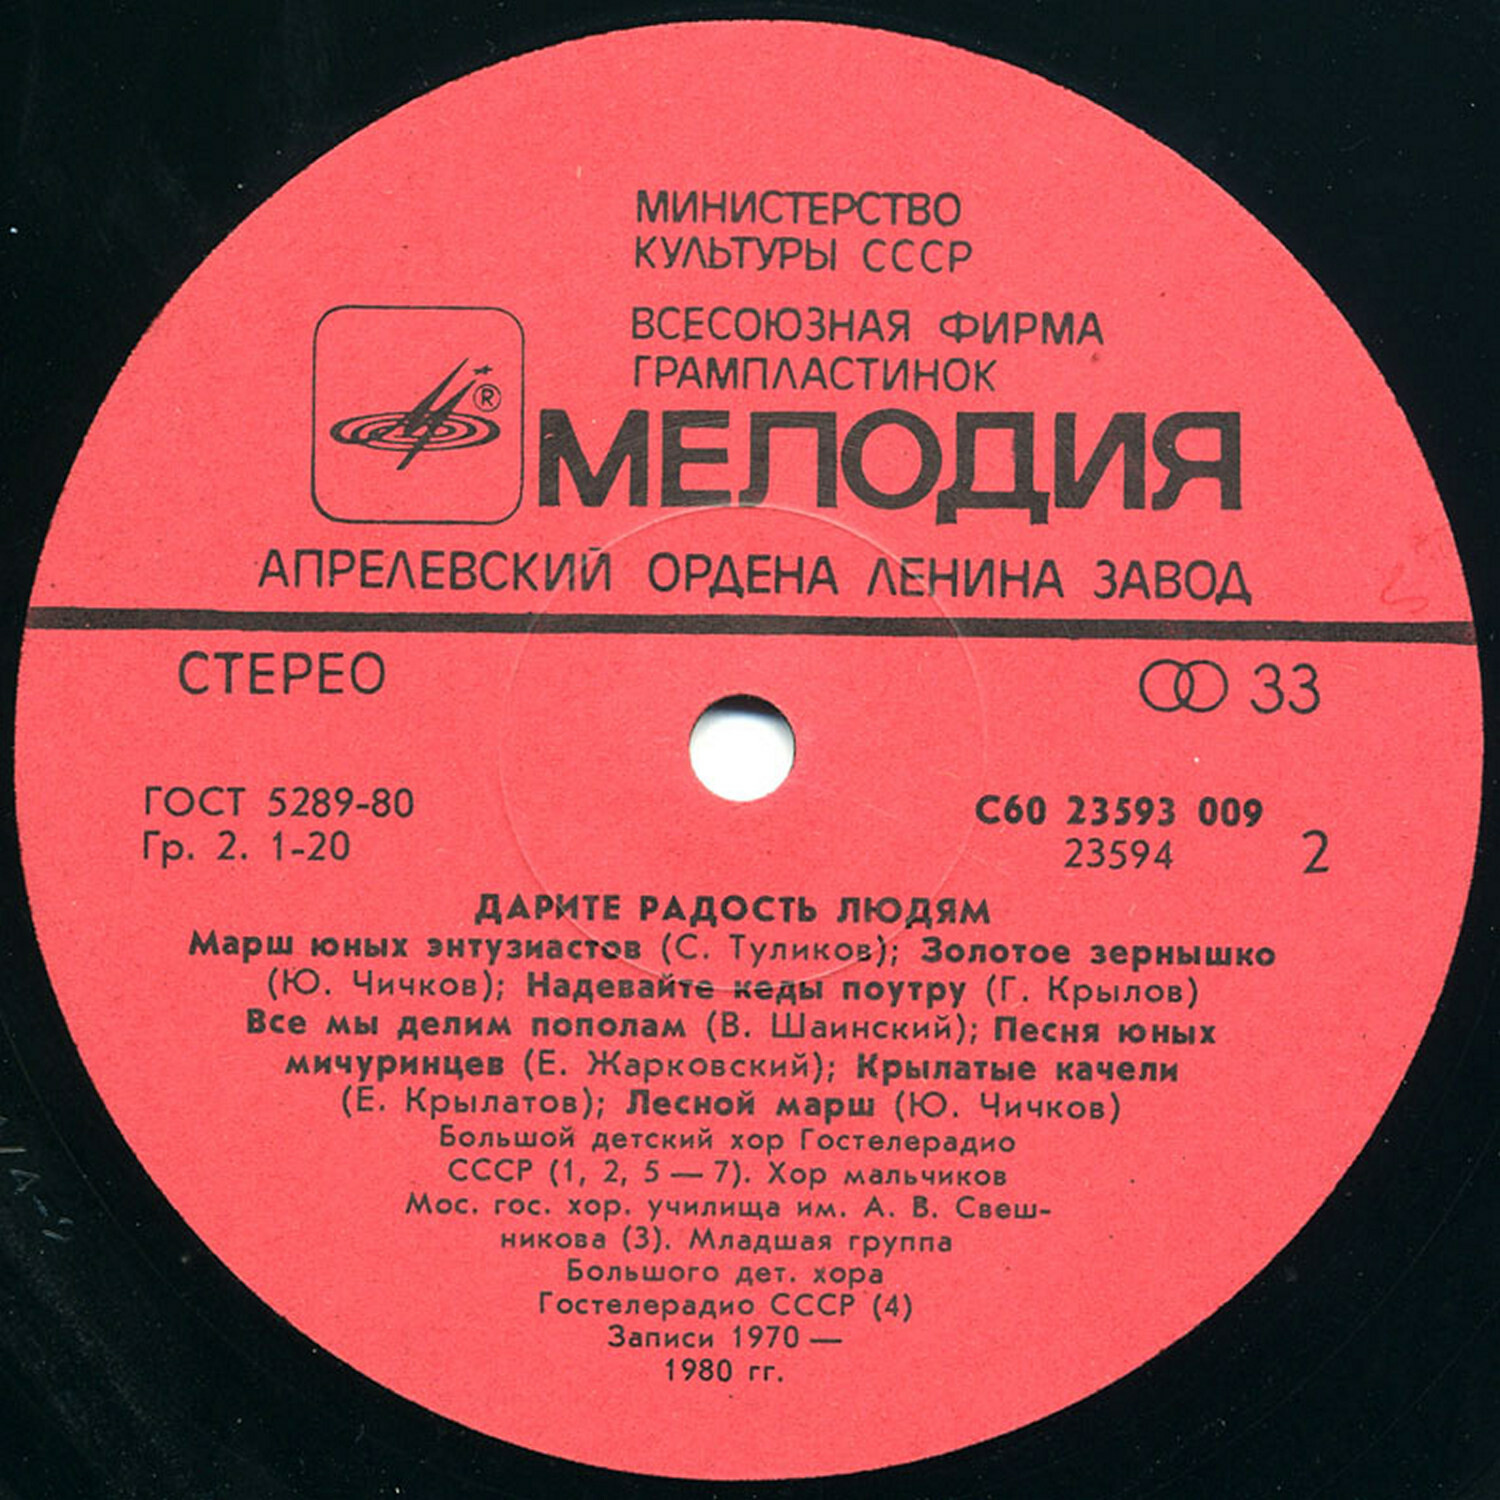 МИНИСТЕРСТВО
КУЛЬТУРЫ СССР
ВСЕСОЮЗНАЯ ФИРМА
ГРАМПЛАСТИНОК
®
МЕЛОДИЯ
АПРЕЛЕВСКИЙ ОРДЕНА ЛЕНИНА ЗАВОД
СТЕРЕО
33
ГОСТ 5289-80
Гр. 2. 1-20
С60 23593 009
23594
2
ДАРИТЕ РАДОСТЬ ЛЮДЯМ
Марш юных энтузиастов (С. Туликов); Золотое зернышко
(Ю. Чичков); Надевайте кеды поутру (Г. Крылов)
Все мы делим пополам (В. Шаинский); Песня юных
мичуринцев (Е. Жарковский); Крылатые качели
(Е. Крылатов); Лесной марш (Ю. Чичков)
Большой детский хор Гостелерадио
СССР (1, 2, 5 — 7). Хор мальчиков
Мос. гос. хор. училища им. А. В. Свеш-
никова (3). Младшая группа
Большого дет. хора
Гостелерадио СССР (4)
Записи 1970 —
1980 гг.